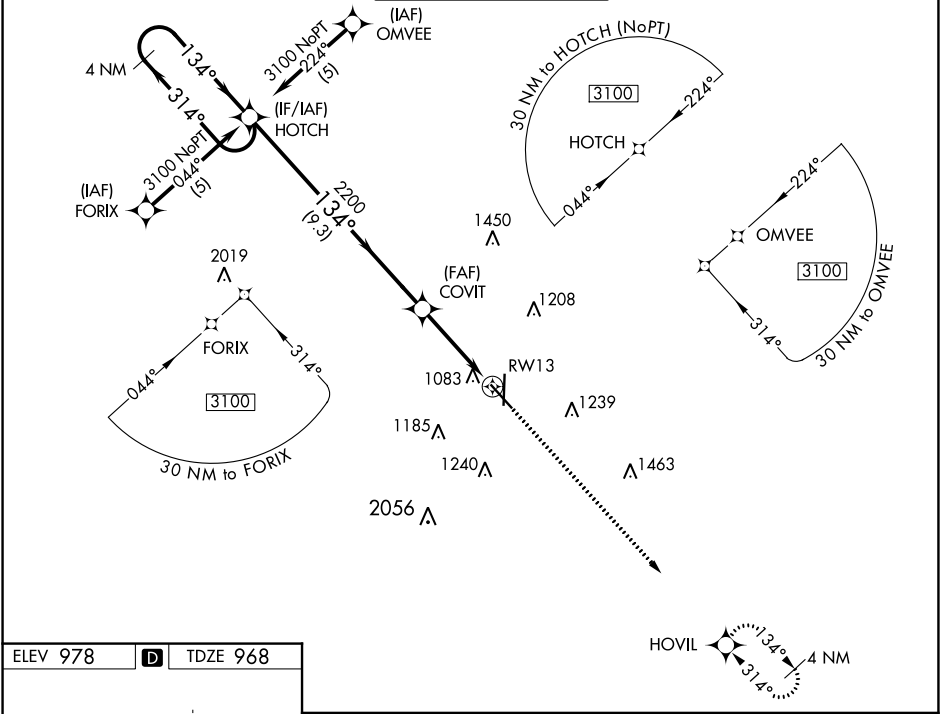 (IAF)
OMVEE
3100 NoPT
224°
(5)
4 NM
134°
314°
(IF/IAF)
HOTCH
3100 NoPT
044°
(5)
(IAF)
FORIX
30 NM to HOTCH (NoPT)
3100
224°
HOTCH
044°
2200
134°
(9.3)
224°
OMVEE
3100
314°
30 NM to OMVEE
1450
2019
(FAF)
COVIT
1208
FORIX
044°
314°
3100
30 NM to FORIX
RW13
1083
1239
1185
1240
1463
2056
HOVIL
134°
314°
4 NM
ELEV 978 D TDZE 968